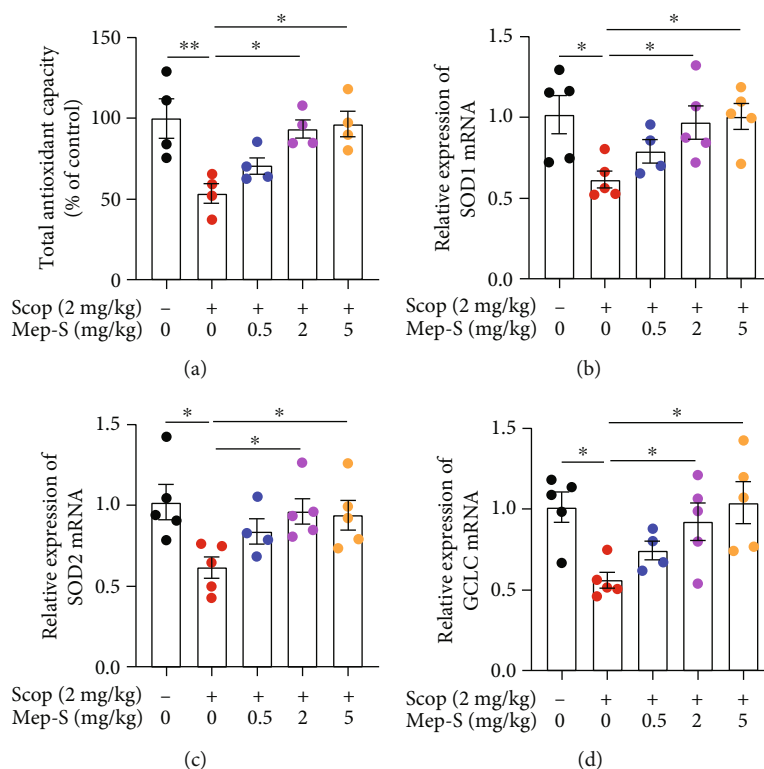 *
**
*
150
100
50
0
Total antioxidant capacity
(% of control)
Scop (2 mg/kg) – + + + +
Mep-S (mg/kg) 0 0 0.5 2 5
(a)
*
*
*
1.5
1.0
0.5
0.0
Relative expression of
SOD1 mRNA
Scop (2 mg/kg) – + + + +
Mep-S (mg/kg) 0 0 0.5 2 5
(b)
*
*
*
1.5
1.0
0.5
0.0
Relative expression of
SOD2 mRNA
Scop (2 mg/kg) – + + + +
Mep-S (mg/kg) 0 0 0.5 2 5
(c)
*
*
*
1.5
1.0
0.5
0.0
Relative expression of
GCLC mRNA
Scop (2 mg/kg) – + + + +
Mep-S (mg/kg) 0 0 0.5 2 5
(d)